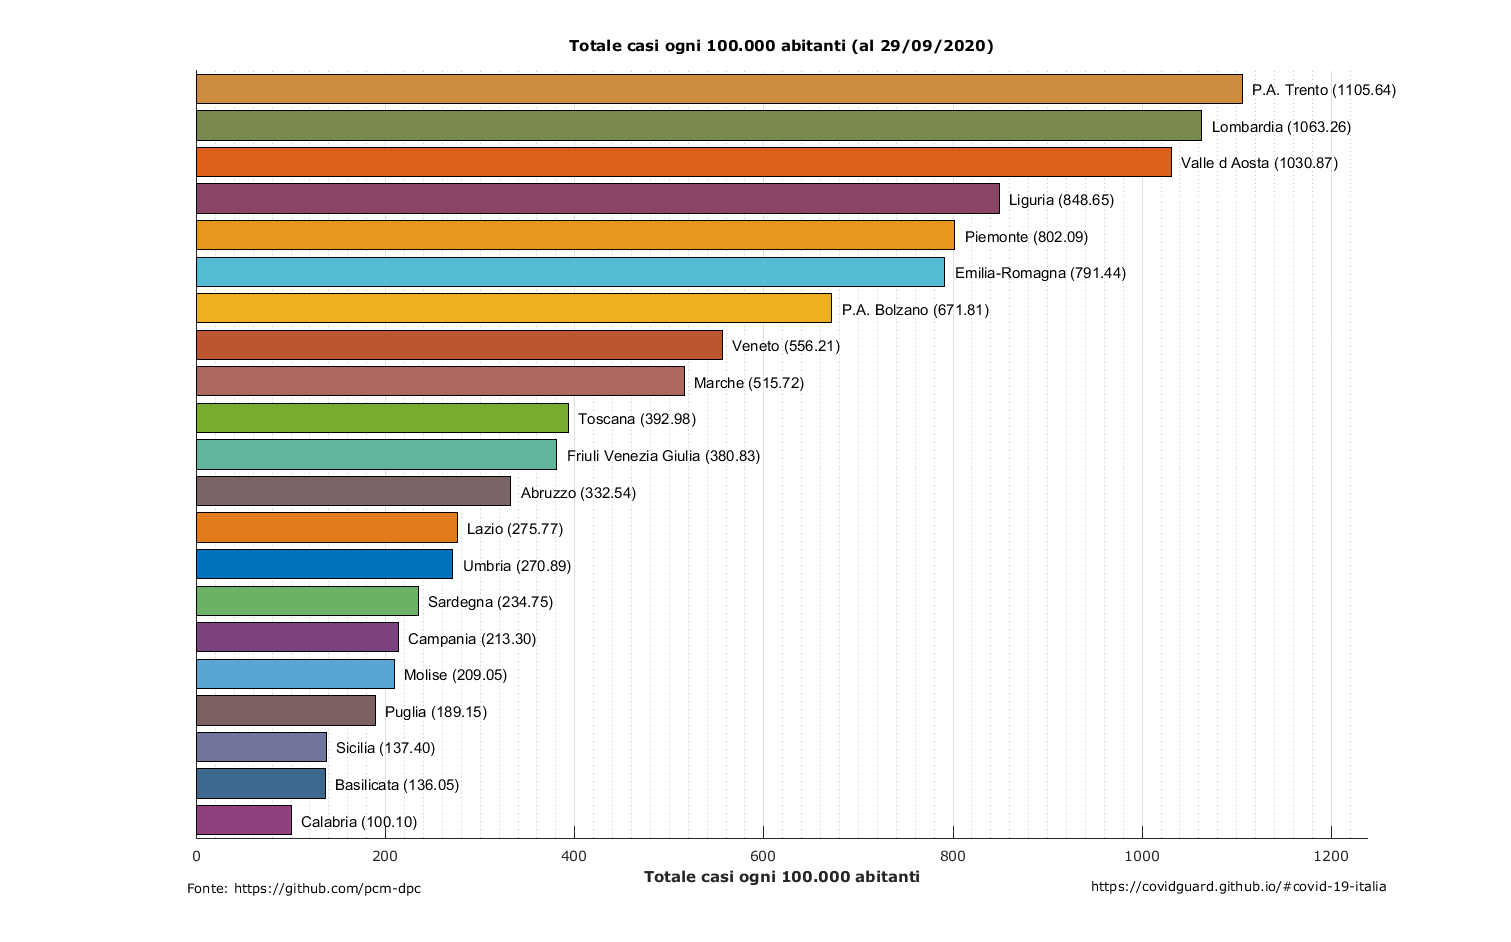 Totale casi ogni 100.000 abitanti (al 29/09/2020)
P.A. Trento (1105.64)
Lombardia (1063.26)
Valle d Aosta (1030.87)
Liguria (848.65)
Piemonte (802.09)
Emilia-Romagna (791.44)
P.A. Bolzano (671.81)
Veneto (556.21)
Marche (515.72)
Toscana (392.98)
Friuli Venezia Giulia (380.83)
Abruzzo (332.54)
Lazio (275.77)
Umbria (270.89)
Sardegna (234.75)
Campania (213.30)
Molise (209.05)
Puglia (189.15)
Sicilia (137.40)
Basilicata (136.05)
Calabria (100.10)
0 200 400 600 800 1000 1200
Totale casi ogni 100.000 abitanti
Fonte: https://github.com/pcm-dpc
https://covidguard.github.io/#covid-19-italia